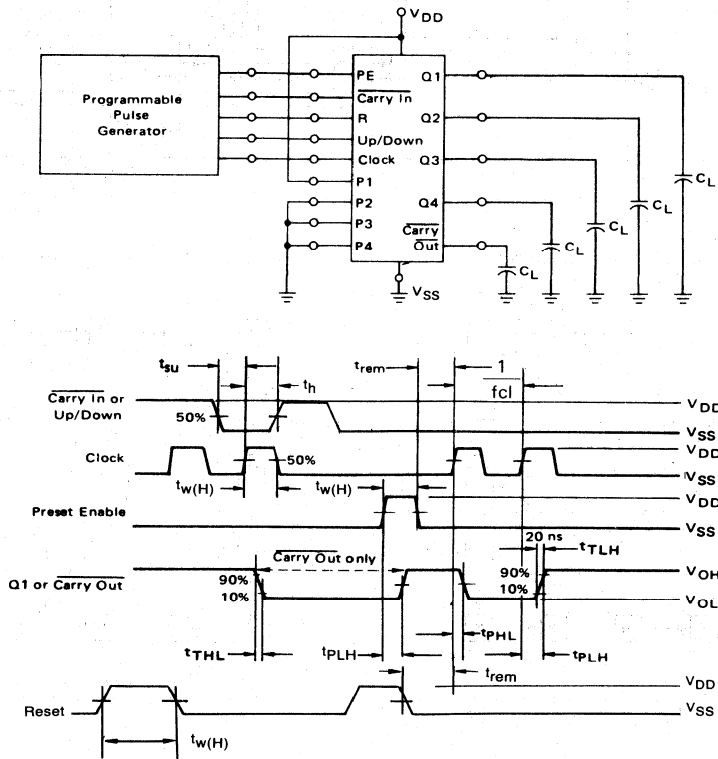 VDD
Programmable
Pulse
Generator
PE Q1
Carry In
R Q2
Up/Down
Clock Q3
P1
P2 Q4
P3 Carry
P4 Out
CL
CL
CL
CL
CL
VSS
tsu th trem 1
fcl
Carry In or
Up/Down
50%
VDD
VSS
Clock 50%
VDD
VSS
tw(H) tw(H)
Preset Enable
VDD
VSS
20 ns tTLH
Carry Out only
Q1 or Carry Out 90% 90% VOH
10% 10% VOL
tTHL tPLH tPHL tPLH
trem
VDD
Reset VSS
tw(H)